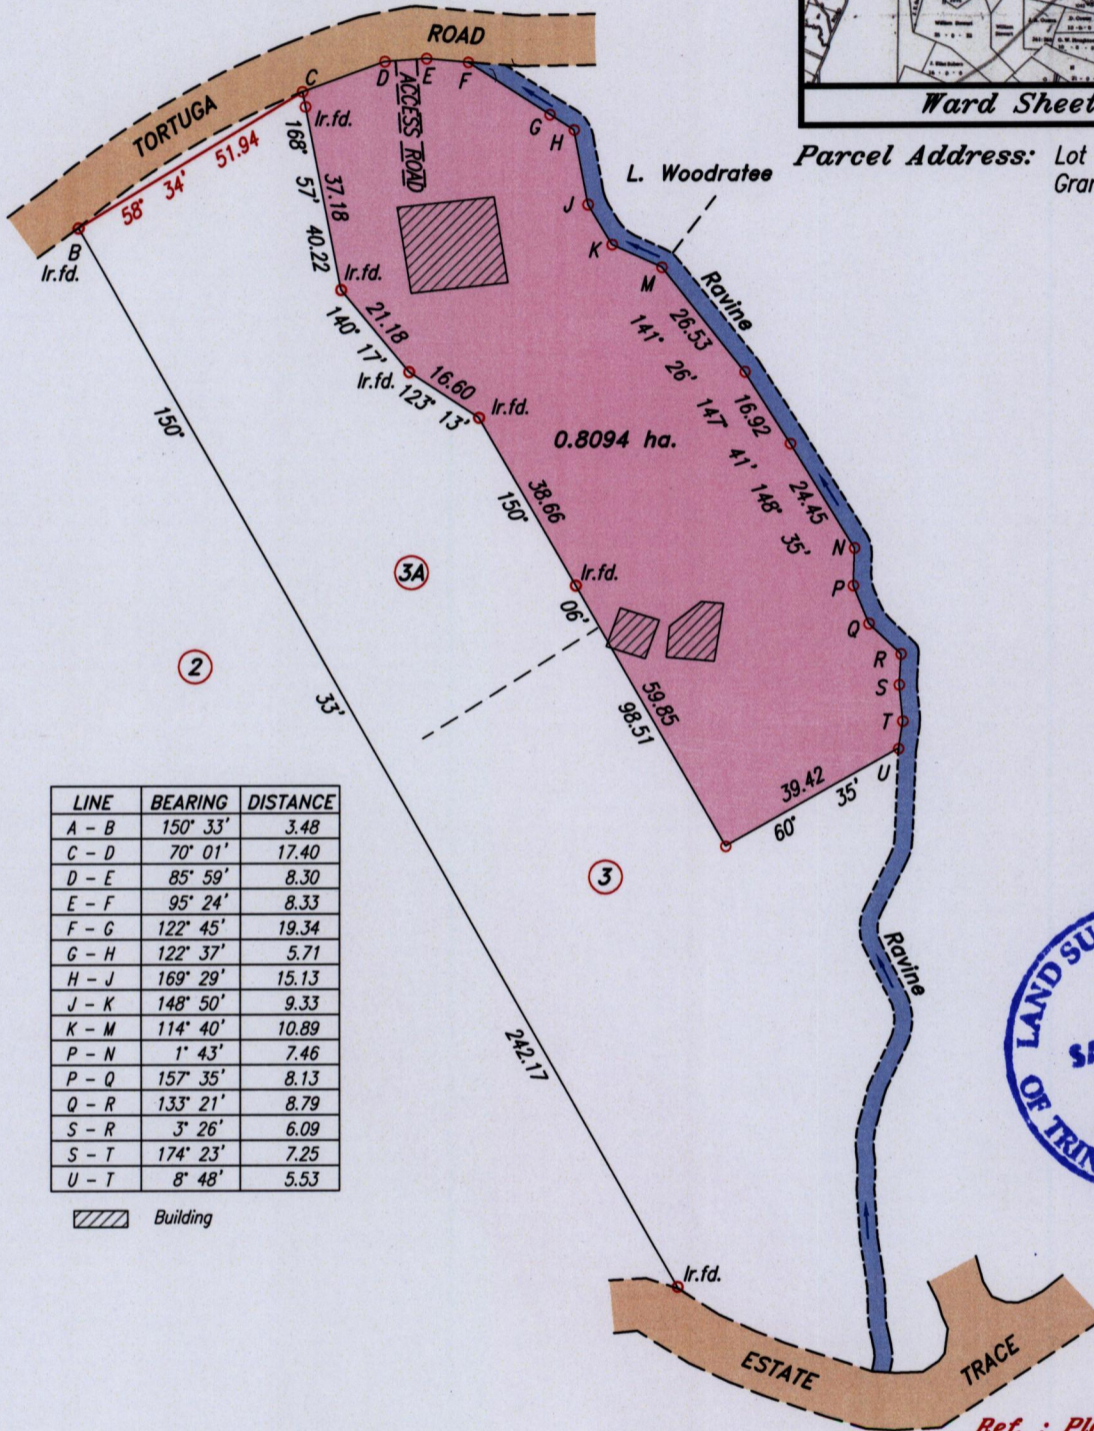 Ward Sheet
Parcel Address: Lot
Gran
TORTUGA
ROAD
ACCESS ROAD
B
Ir.fd.
58° 34' 51.94
C
Ir.fd.
D
E
F
G
H
J
K
M
L. Woodratee
Ravine
168° 57'
37.18
40.22
Ir.fd.
21.18
140° 17'
Ir.fd.
16.60
123° 13'
Ir.fd.
26.53
141° 26'
16.92
147° 41'
24.45
148° 35'
0.8094 ha.
38.66
150° 06'
Ir.fd.
59.85
98.51
N
P
Q
R
S
T
U
39.42
60° 35'
150° 33'
242.17
2
3A
3
Ravine
LINE BEARING DISTANCE
A - B 150° 33' 3.48
C - D 70° 01' 17.40
D - E 85° 59' 8.30
E - F 95° 24' 8.33
F - G 122° 45' 19.34
G - H 122° 37' 5.71
H - J 169° 29' 15.13
J - K 148° 50' 9.33
K - M 114° 40' 10.89
P - N 1° 43' 7.46
P - Q 157° 35' 8.13
Q - R 133° 21' 8.79
S - R 3° 26' 6.09
S - T 174° 23' 7.25
U - T 8° 48' 5.53
Building
LAND SU
OF TRIN
Ir.fd.
ESTATE
TRACE
Ref. : Pl